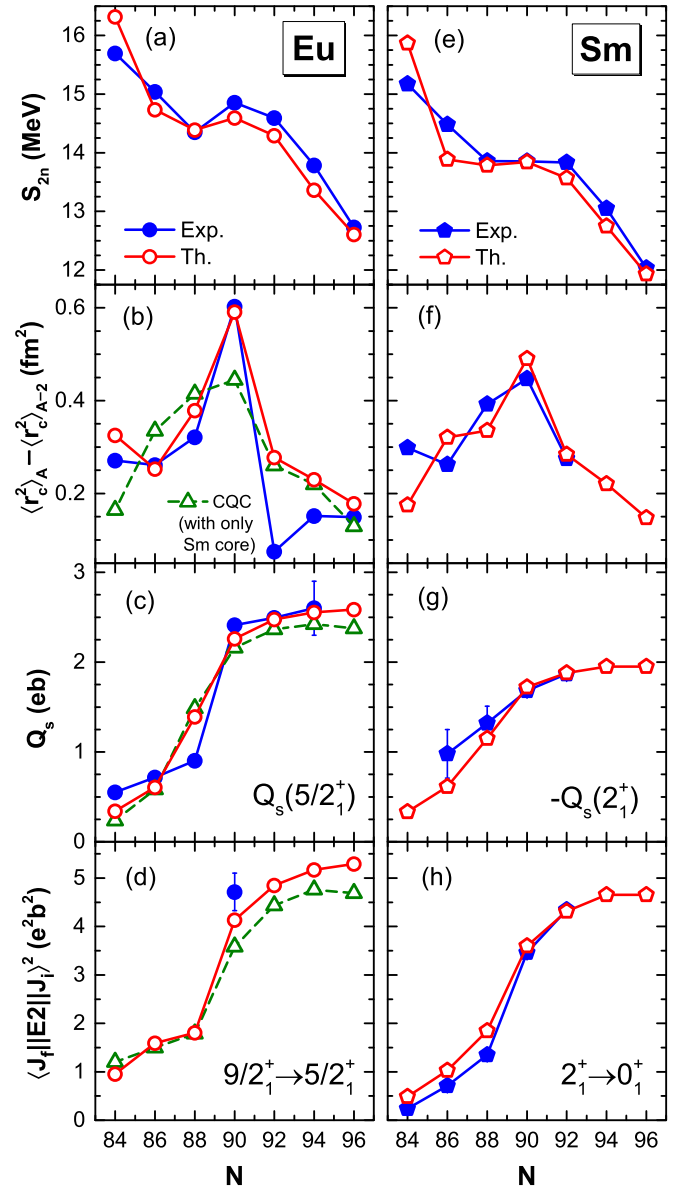 (a)
Eu
(e)
Sm
16
15
14
13
12
S2n (MeV)
Exp.
Th.
Exp.
Th.
(b)
(f)
0.6
0.4
0.2
⟨r²c⟩A – ⟨r²c⟩A–2 (fm²)
CQC
(with only
Sm core)
(c)
(g)
3
2
1
0
Qs (eb)
Qs(5/2⁺₁)
-Qs(2⁺₁)
(d)
(h)
5
4
3
2
1
0
⟨Jf||E2||Ji⟩² (e²b²)
9/2⁺₁→5/2⁺₁
2⁺₁→0⁺₁
84 86 88 90 92 94 96
84 86 88 90 92 94 96
N
N